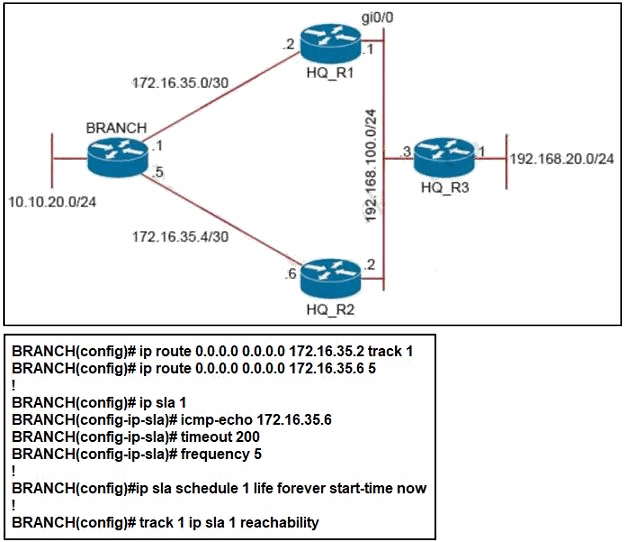 gi0/0
.2
.1
HQ_R1
172.16.35.0/30
BRANCH
.1
.5
10.10.20.0/24
192.168.100.0/24
.3
.1
192.168.20.0/24
HQ_R3
172.16.35.4/30
.6
.2
HQ_R2
BRANCH(config)# ip route 0.0.0.0 0.0.0.0 172.16.35.2 track 1
BRANCH(config)# ip route 0.0.0.0 0.0.0.0 172.16.35.6 5
!
BRANCH(config)# ip sla 1
BRANCH(config-ip-sla)# icmp-echo 172.16.35.6
BRANCH(config-ip-sla)# timeout 200
BRANCH(config-ip-sla)# frequency 5
!
BRANCH(config)#ip sla schedule 1 life forever start-time now
!
BRANCH(config)# track 1 ip sla 1 reachability